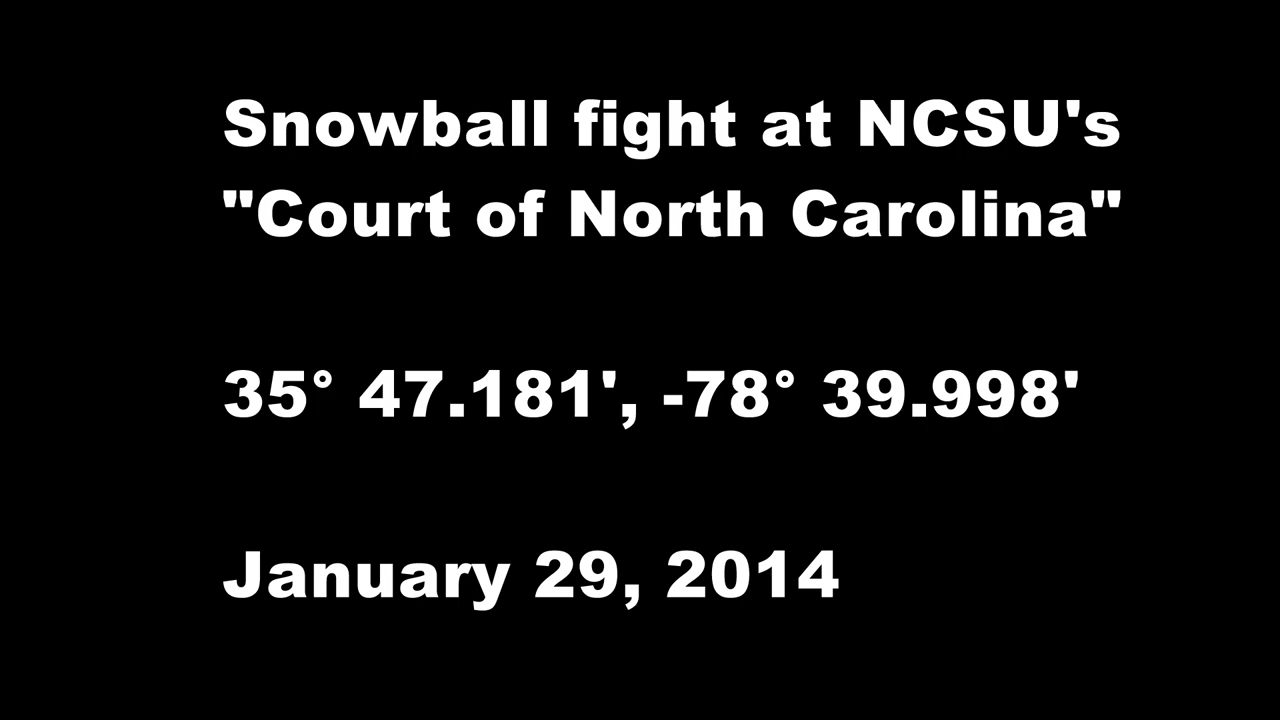 Snowball fight at NCSU's
"Court of North Carolina"
35° 47.181', -78° 39.998'
January 29, 2014